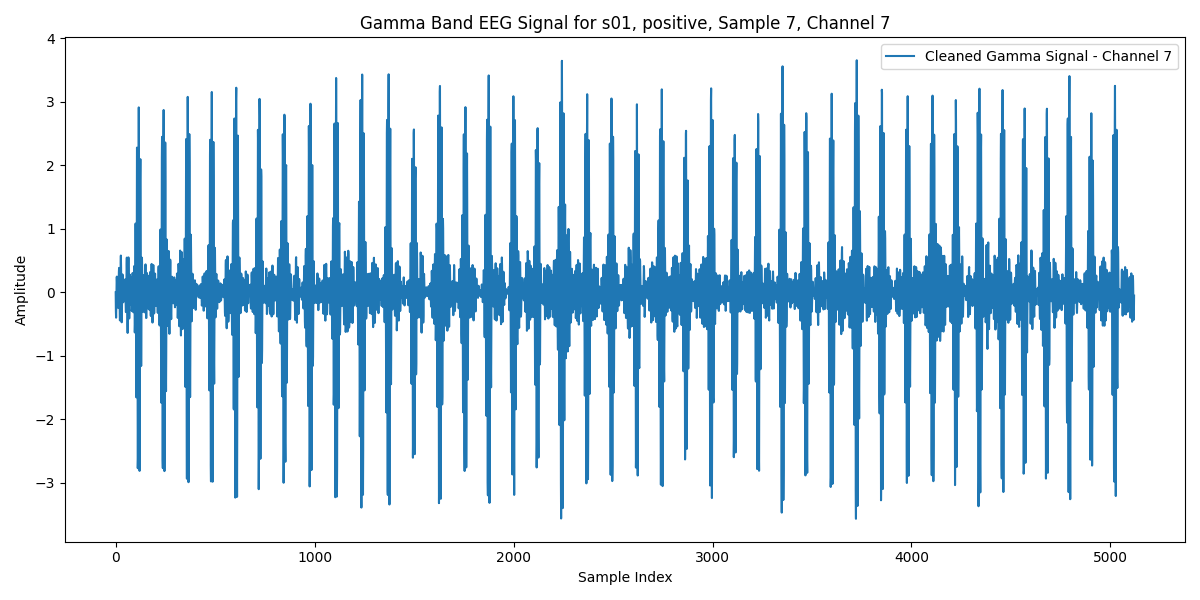 Gamma Band EEG Signal for s01, positive, Sample 7, Channel 7
Cleaned Gamma Signal - Channel 7
Amplitude
4
3
2
1
0
−1
−2
−3
0 1000 2000 3000 4000 5000
Sample Index